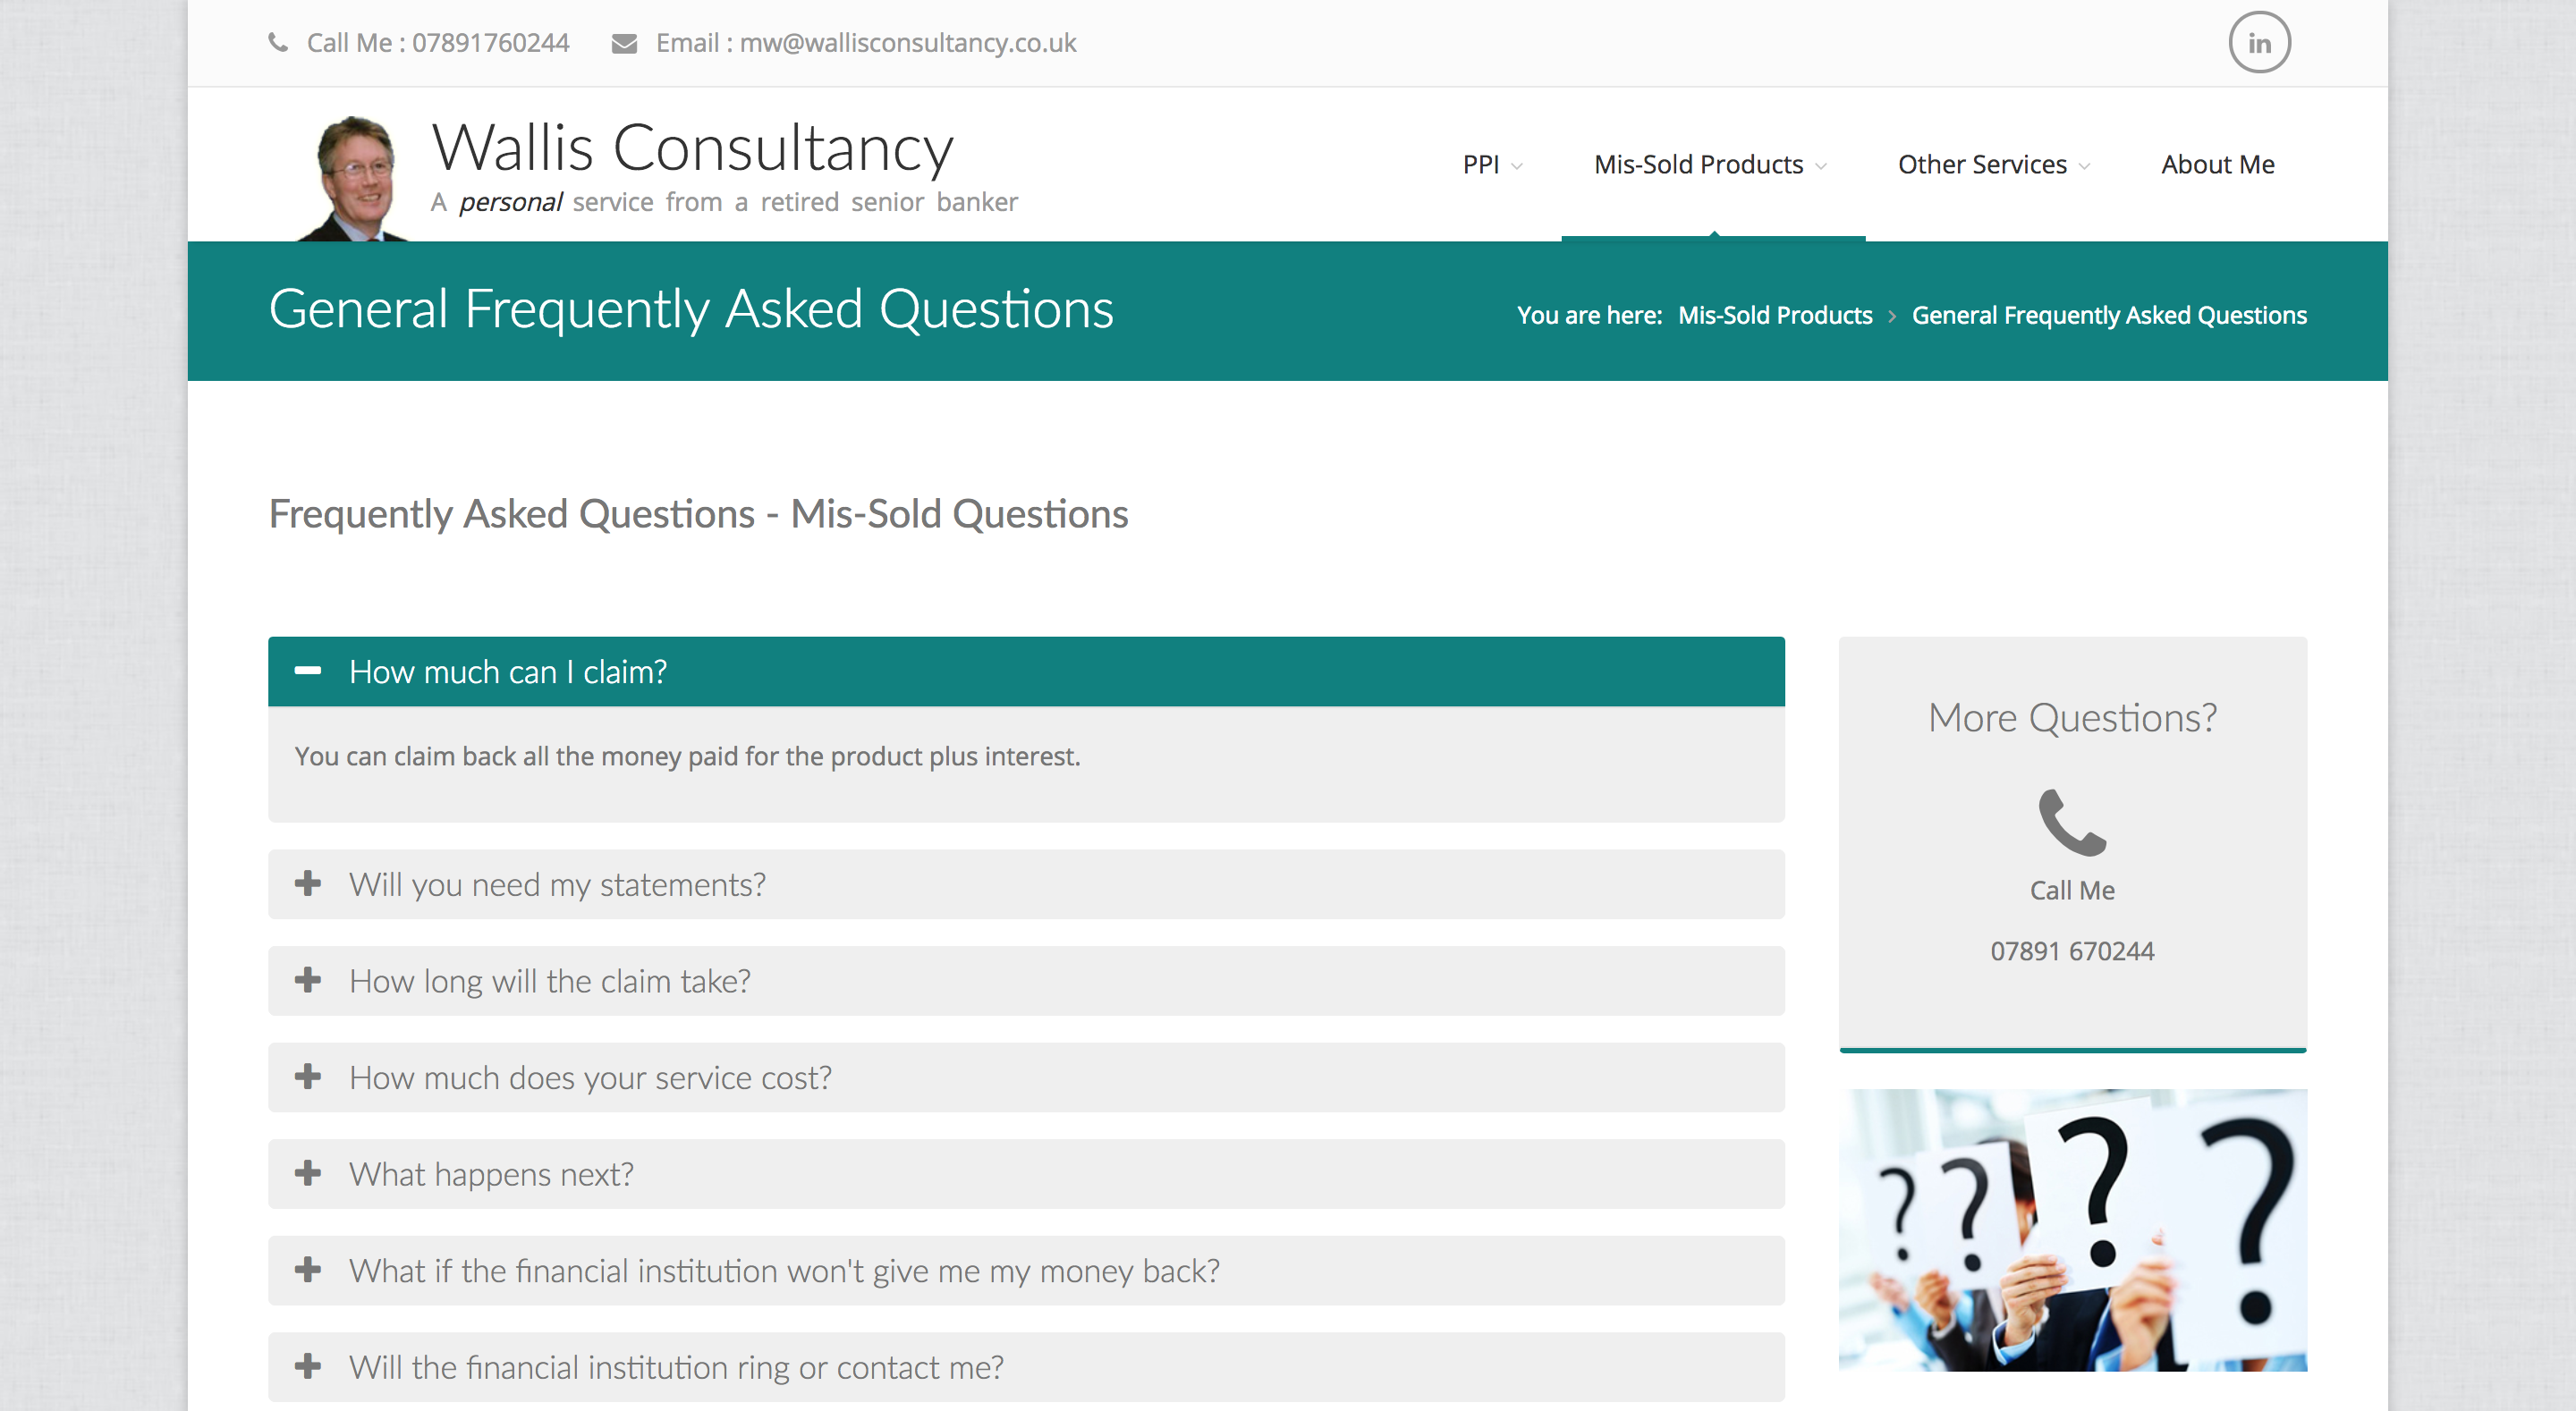 Call Me : 07891760244 Email : mw@wallisconsultancy.co.uk
in
Wallis Consultancy
A personal service from a retired senior banker
PPI Mis-Sold Products Other Services About Me
General Frequently Asked Questions
You are here: Mis-Sold Products > General Frequently Asked Questions
Frequently Asked Questions - Mis-Sold Questions
How much can I claim?
You can claim back all the money paid for the product plus interest.
Will you need my statements?
How long will the claim take?
How much does your service cost?
What happens next?
What if the financial institution won't give me my money back?
Will the financial institution ring or contact me?
More Questions?
Call Me
07891 670244
? ? ? ?